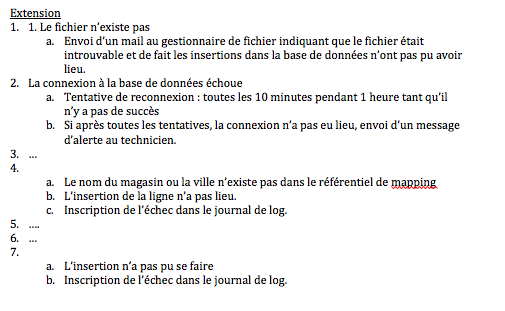 Extension
1. 1. Le fichier n'existe pas
a. Envoi d'un mail au gestionnaire de fichier indiquant que le fichier était
introuvable et de fait les insertions dans la base de données n'ont pas pu avoir
lieu.
2. La connexion à la base de données échoue
a. Tentative de reconnexion : toutes les 10 minutes pendant 1 heure tant qu'il
n'y a pas de succès
b. Si après toutes les tentatives, la connexion n'a pas eu lieu, envoi d'un message
d'alerte au technicien.
3. ...
4.
a. Le nom du magasin ou la ville n'existe pas dans le référentiel de mapping
b. L'insertion de la ligne n'a pas lieu.
c. Inscription de l'échec dans le journal de log.
5. ....
6. ...
7.
a. L'insertion n'a pas pu se faire
b. Inscription de l'échec dans le journal de log.